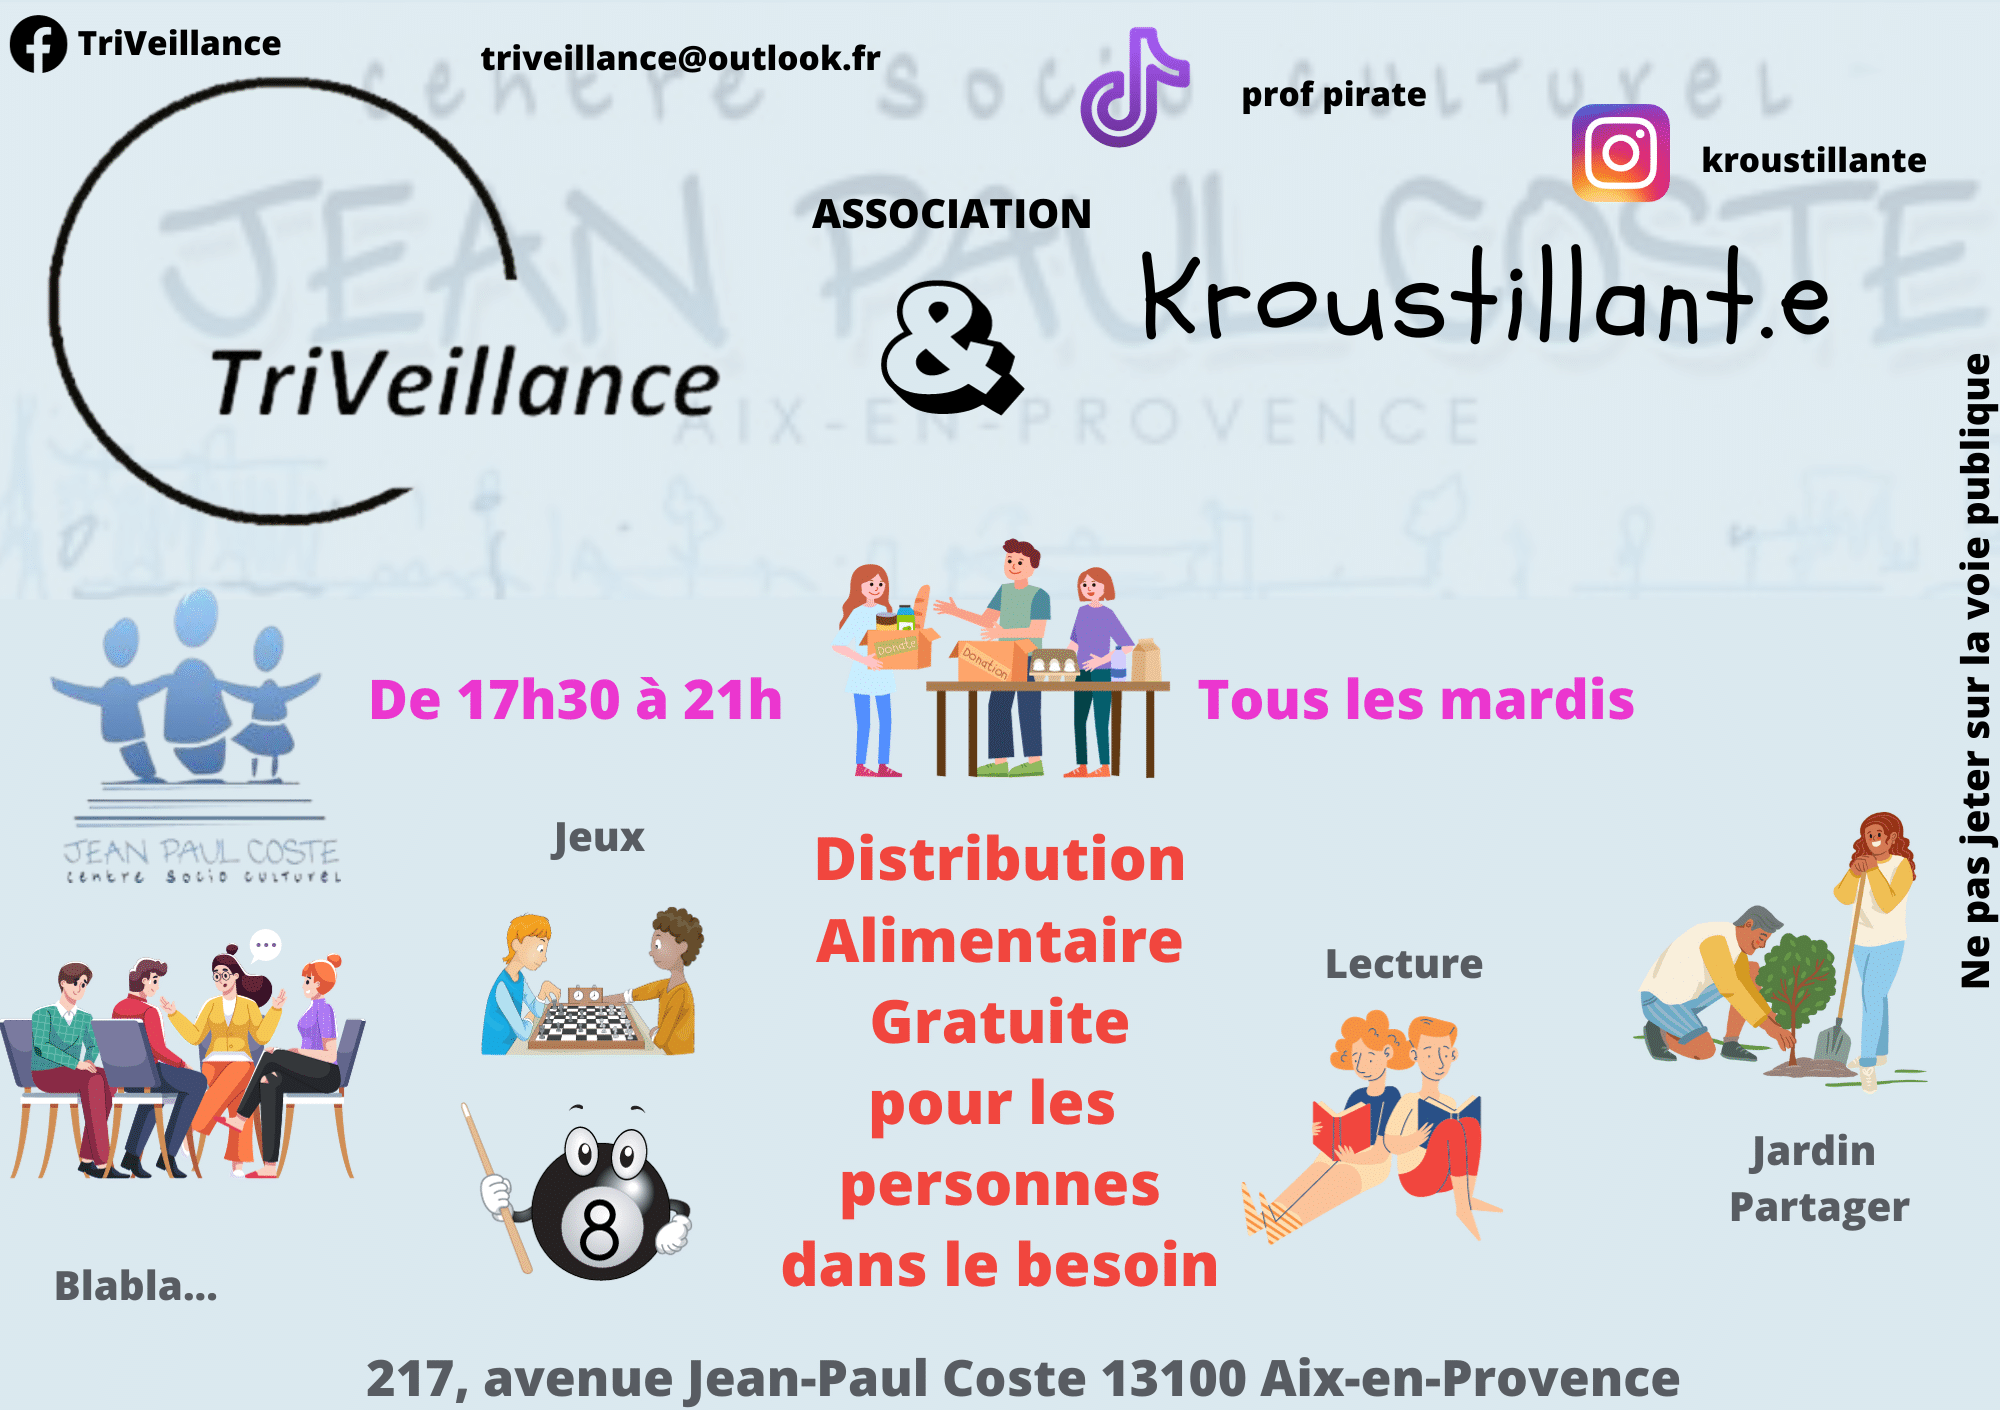 TriVeillance
triveillance@outlook.fr
prof pirate
kroustillante
centre socio culturel
JEAN PAUL COSTE
AIX-EN-PROVENCE
ASSOCIATION
TriVeillance
&
Kroustillant.e
Ne pas jeter sur la voie publique
De 17h30 à 21h
Donate
Donation
Tous les mardis
JEAN PAUL COSTE
centre socio culturel
Jeux
Distribution
Alimentaire
Gratuite
pour les
personnes
dans le besoin
Lecture
8
Jardin
Partager
Blabla...
217, avenue Jean-Paul Coste 13100 Aix-en-Provence